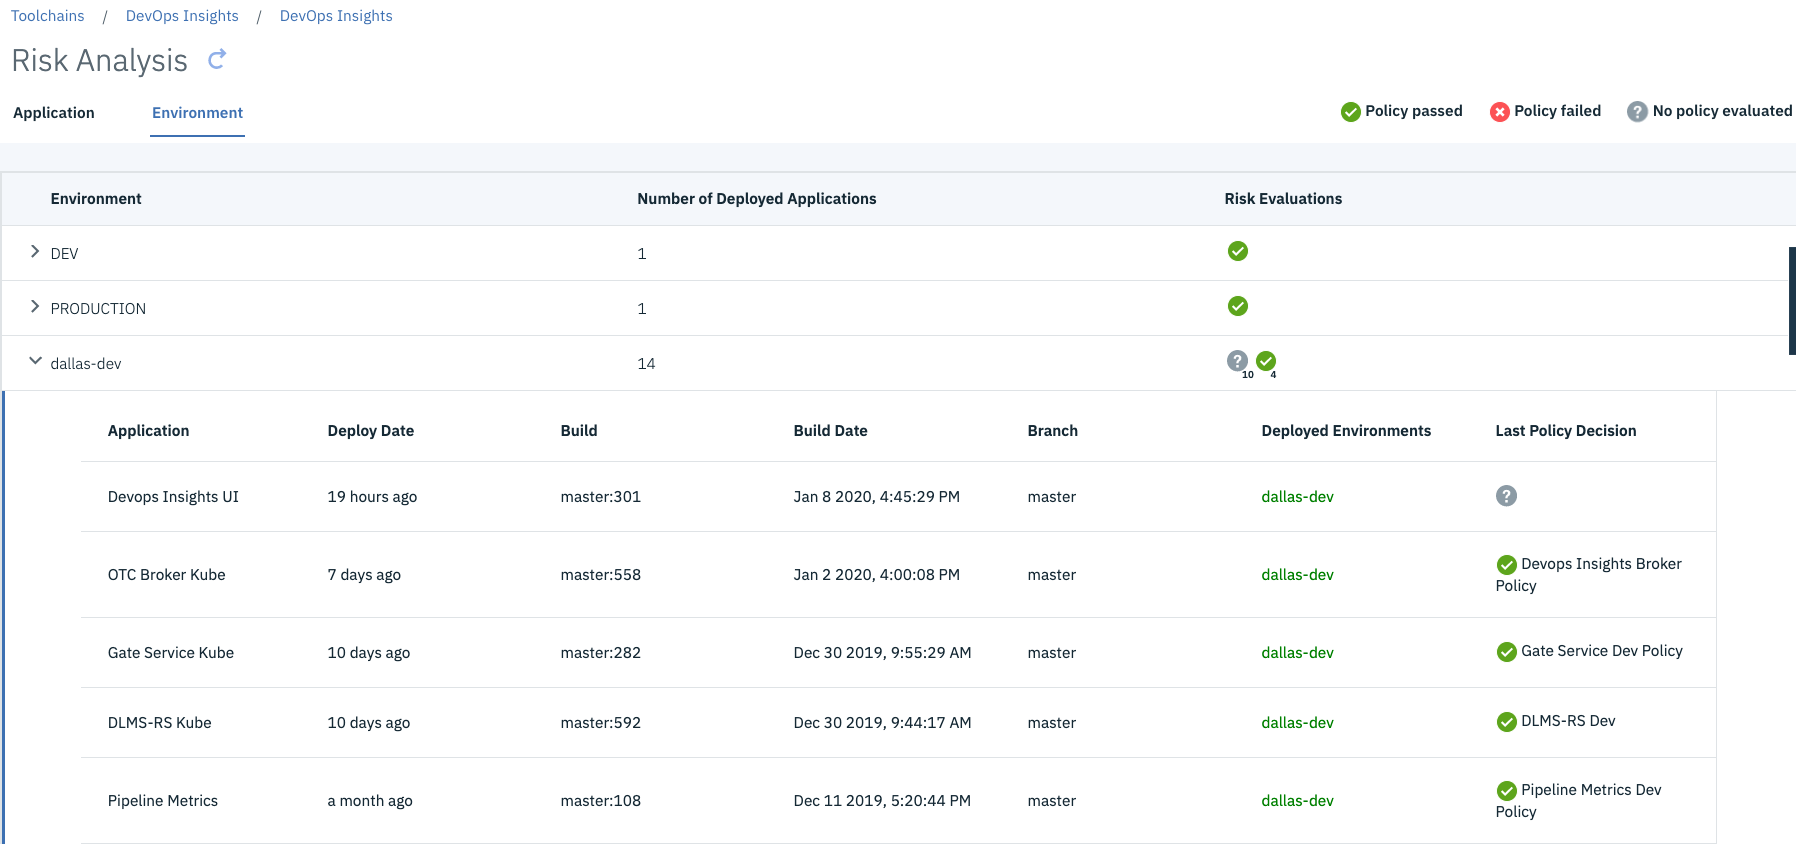 Toolchains / DevOps Insights / DevOps Insights
Risk Analysis
Application Environment Policy passed Policy failed ? No policy evaluated
Environment Number of Deployed Applications Risk Evaluations
DEV 1
PRODUCTION 1
dallas-dev 14 ? 10 4
Application Deploy Date Build Build Date Branch Deployed Environments Last Policy Decision
Devops Insights UI 19 hours ago master:301 Jan 8 2020, 4:45:29 PM master dallas-dev ?
OTC Broker Kube 7 days ago master:558 Jan 2 2020, 4:00:08 PM master dallas-dev Devops Insights Broker
Policy
Gate Service Kube 10 days ago master:282 Dec 30 2019, 9:55:29 AM master dallas-dev Gate Service Dev Policy
DLMS-RS Kube 10 days ago master:592 Dec 30 2019, 9:44:17 AM master dallas-dev DLMS-RS Dev
Pipeline Metrics a month ago master:108 Dec 11 2019, 5:20:44 PM master dallas-dev Pipeline Metrics Dev
Policy